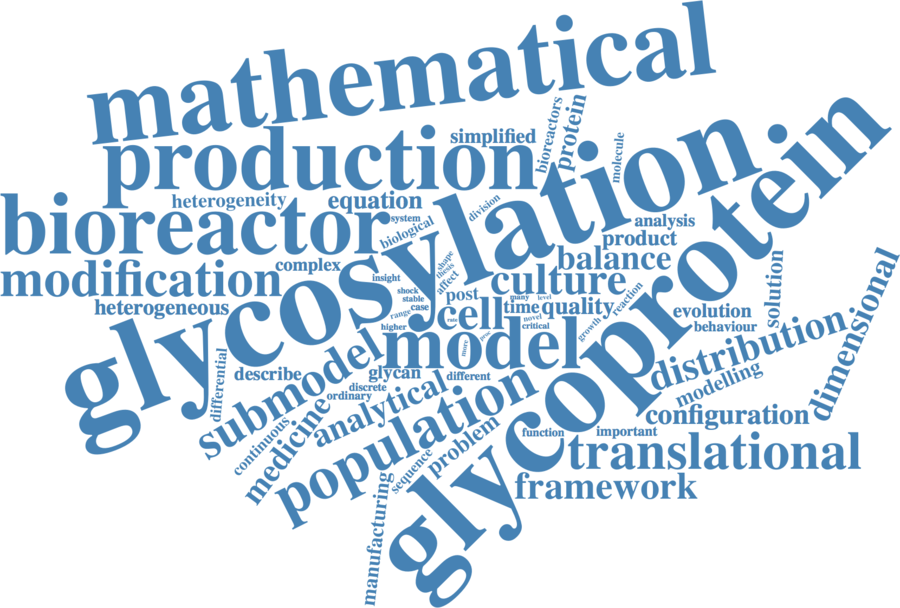 mathematical
production
simplified
bioreactors
protein
molecule
heterogeneity
equation
bioreactor
system
biological
division
glycosylation
glycoprotein
analysis
product
balance
modification
complex
insight
shape
thesis
affect
culture
solution
dimensional
heterogeneous
shock
stable
case
range
higher
post
cell
rate
many
level
time
quality
novel
critical
growth
reaction
evolution
behaviour
model
more
submodel
describe
glycan
different
discrete
ordinary
differential
continuous
medicine
analytical
population
distribution
modelling
configuration
function
important
problem
sequence
manufacturing
translational
framework